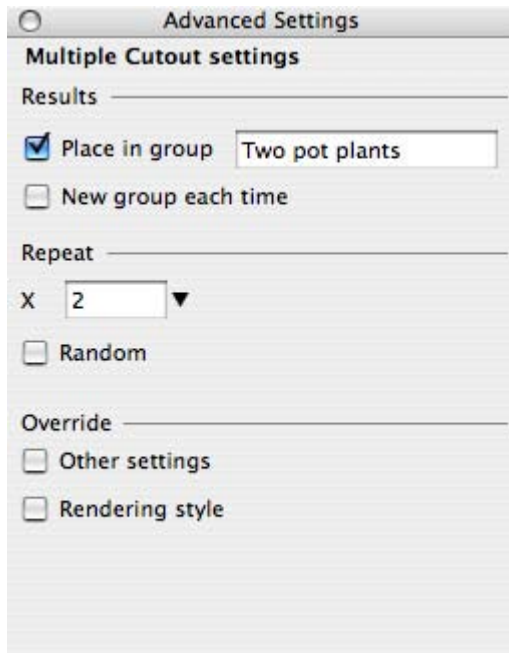 Advanced Settings
Multiple Cutout settings
Results
Place in group Two pot plants
New group each time
Repeat
X 2
Random
Override
Other settings
Rendering style